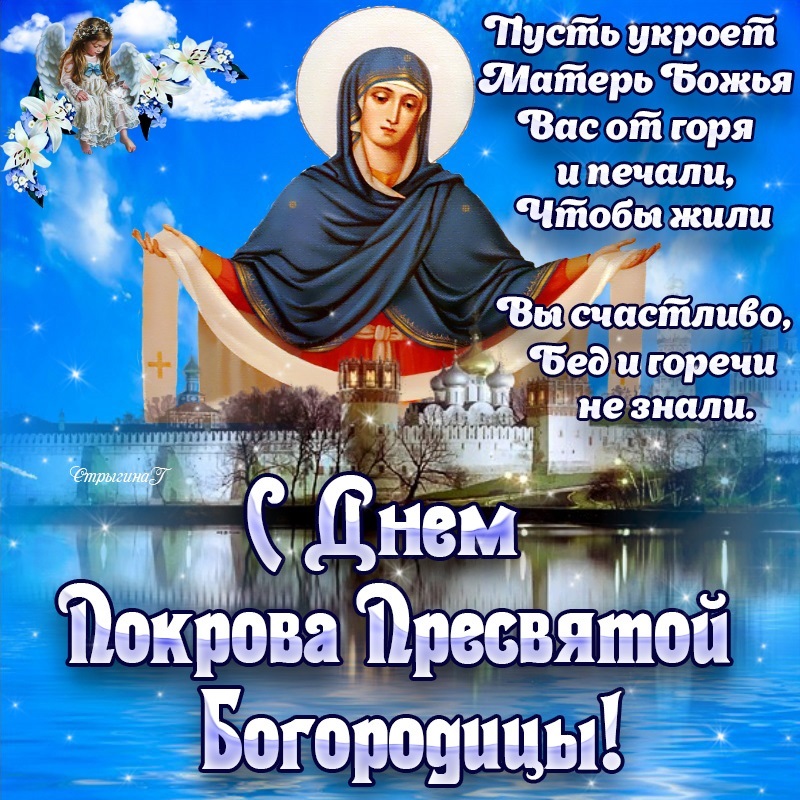 Пусть укроет
Матерь Божья
Вас от горя
и печали,
Чтобы жили
Вы счастливо,
Бед и горечи
не знали.
СтрыгинаТ
С Днем
Покрова Пресвятой
Богородицы!